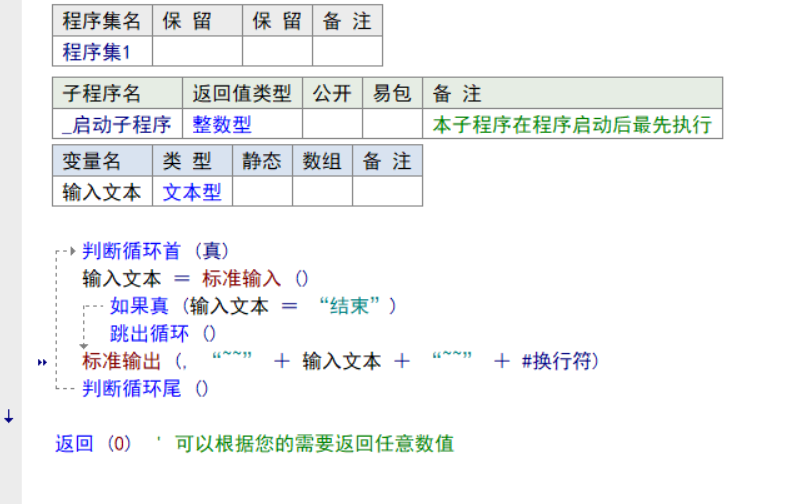 程序集名 保 留 保 留 备 注
程序集1
子程序名 返回值类型 公开 易包 备 注
_启动子程序 整数型 本子程序在程序启动后最先执行
变量名 类 型 静态 数组 备 注
输入文本 文本型
判断循环首 (真)
输入文本 = 标准输入 ()
如果真 (输入文本 = “结束”)
跳出循环 ()
标准输出 (, “~~” + 输入文本 + “~~” + #换行符)
判断循环尾 ()
返回 (0) ' 可以根据您的需要返回任意数值